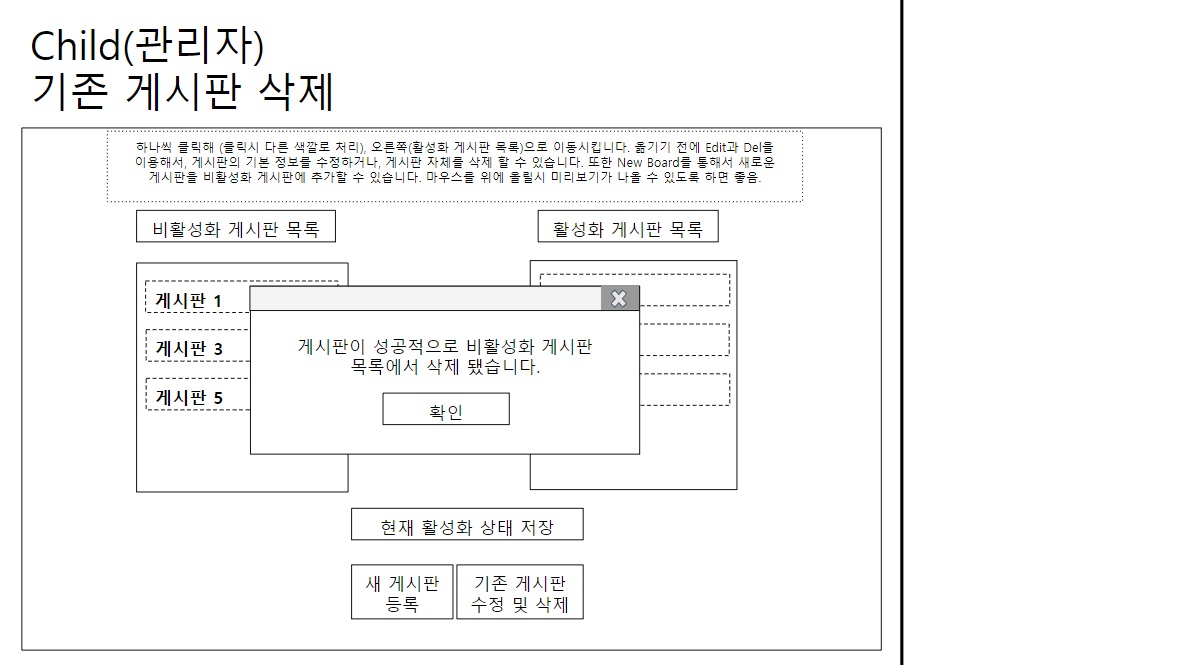 Child(관리자)
기존 게시판 삭제
하나씩 클릭해 (클릭시 다른 색깔로 처리), 오른쪽(활성화 게시판 목록)으로 이동시킵니다. 옮기기 전에 Edit과 Del을
이용해서, 게시판의 기본 정보를 수정하거나, 게시판 자체를 삭제 할 수 있습니다. 또한 New Board를 통해서 새로운
게시판을 비활성화 게시판에 추가할 수 있습니다. 마우스를 위에 올릴시 미리보기가 나올 수 있도록 하면 좋음.
비활성화 게시판 목록
활성화 게시판 목록
게시판 1
게시판 3
게시판 5
게시판이 성공적으로 비활성화 게시판
목록에서 삭제 됐습니다.
확인
현재 활성화 상태 저장
새 게시판
등록
기존 게시판
수정 및 삭제